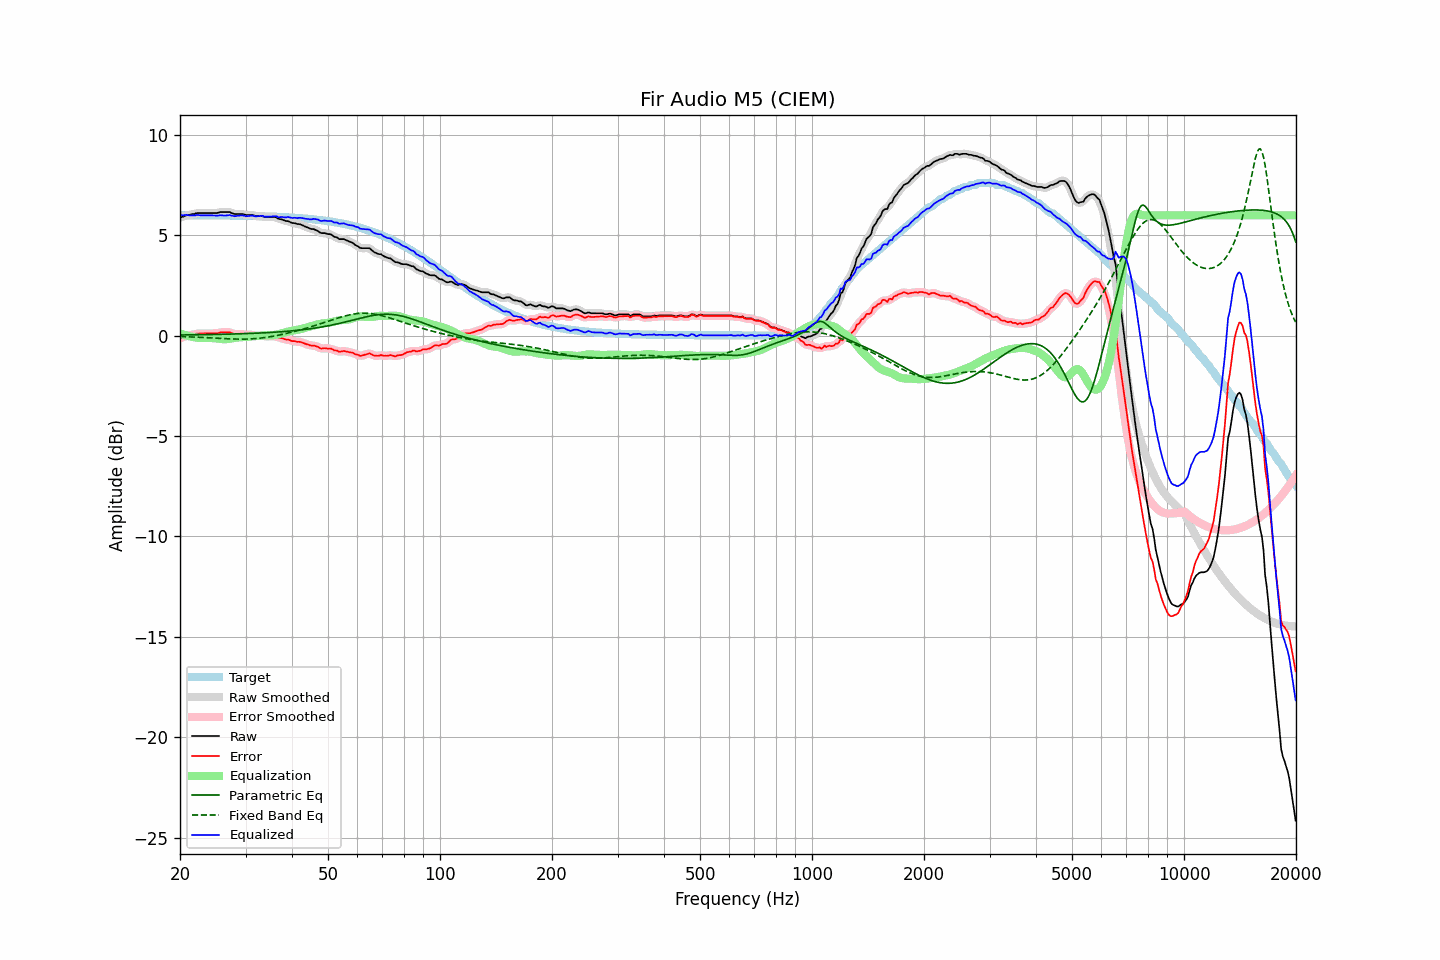 Fir Audio M5 (CIEM)
Amplitude (dBr)
10
5
0
−5
−10
−15
−20
−25
Target
Raw Smoothed
Error Smoothed
Raw
Error
Equalization
Parametric Eq
Fixed Band Eq
Equalized
20 50 100 200 500 1000 2000 5000 10000 20000
Frequency (Hz)